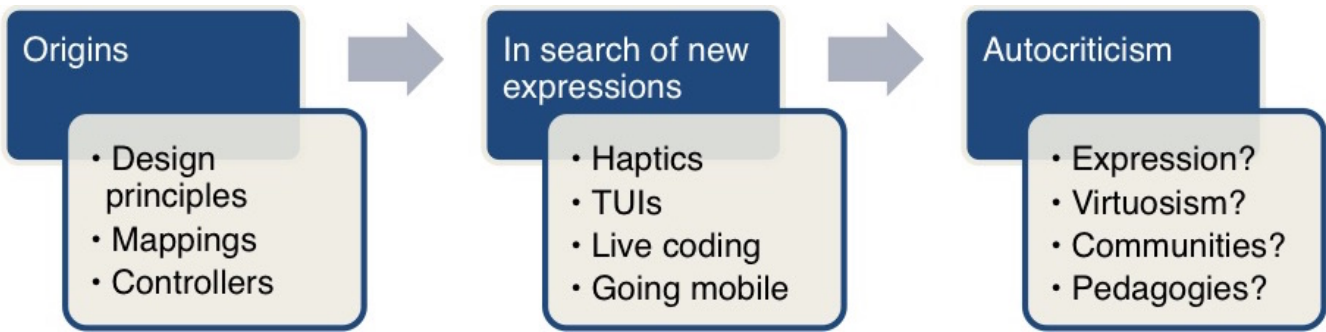 Origins
• Design
principles
• Mappings
• Controllers
In search of new
expressions
• Haptics
• TUIs
• Live coding
• Going mobile
Autocriticism
• Expression?
• Virtuosism?
• Communities?
• Pedagogies?